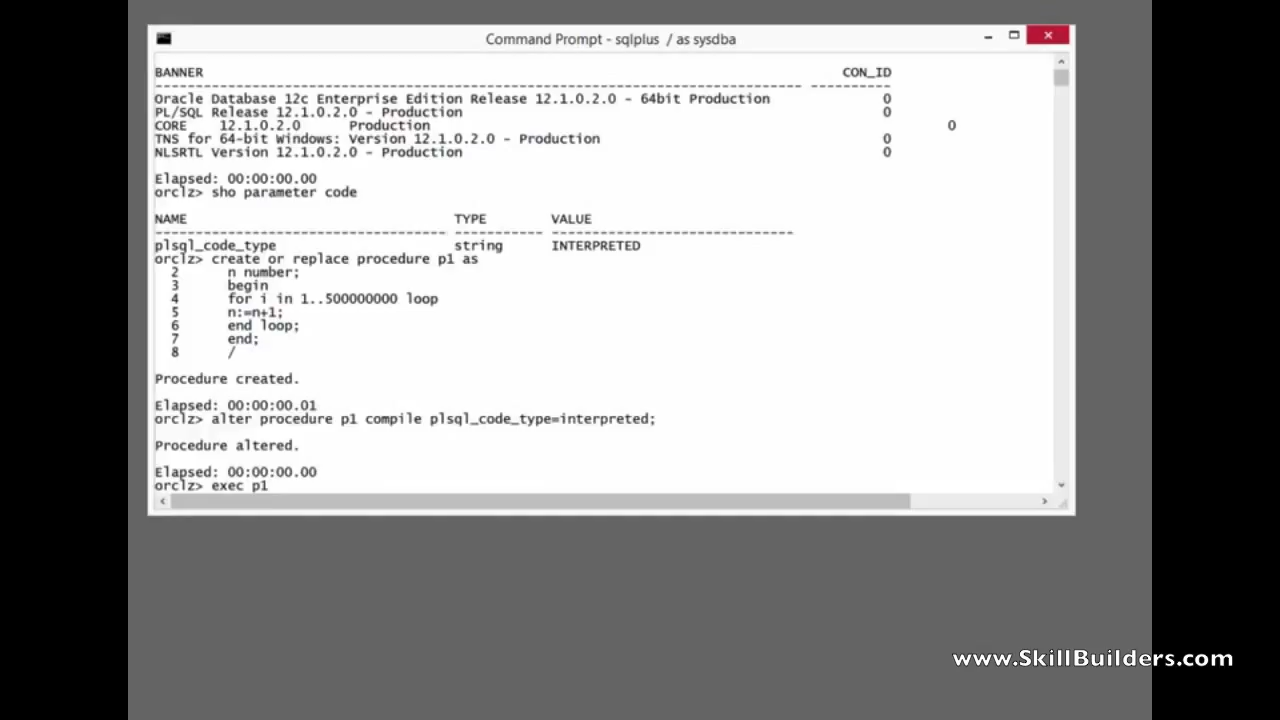 Command Prompt - sqlplus / as sysdba
BANNER CON_ID
-------------------------------------------------------------------------------- ----------
Oracle Database 12c Enterprise Edition Release 12.1.0.2.0 - 64bit Production 0
PL/SQL Release 12.1.0.2.0 - Production 0
CORE 12.1.0.2.0 Production 0
TNS for 64-bit Windows: Version 12.1.0.2.0 - Production 0
NLSRTL Version 12.1.0.2.0 - Production 0
Elapsed: 00:00:00.00
orclz> sho parameter code
NAME TYPE VALUE
------------------------------------ ----------- ------------------------------
plsql_code_type string INTERPRETED
orclz> create or replace procedure p1 as
2 n number;
3 begin
4 for i in 1..500000000 loop
5 n:=n+1;
6 end loop;
7 end;
8 /
Procedure created.
Elapsed: 00:00:00.01
orclz> alter procedure p1 compile plsql_code_type=interpreted;
Procedure altered.
Elapsed: 00:00:00.00
orclz> exec p1
www.SkillBuilders.com